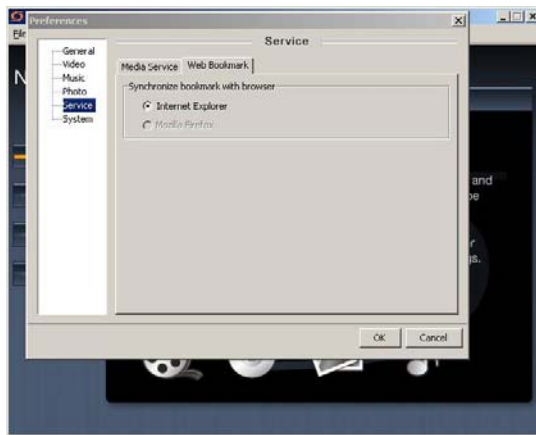 Preferences
Service
General
Video
Music
Photo
Service
System
Media Service
Web Bookmark
Synchronize bookmark with browser
Internet Explorer
Mozilla Firefox
OK
Cancel
N
and